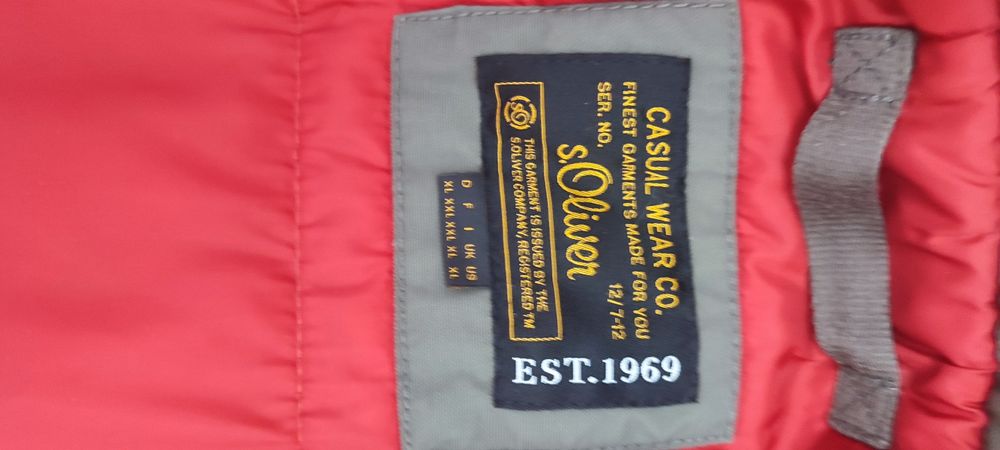 CASUAL WEAR CO.
FINEST GARMENTS MADE FOR YOU
SER. NO. 12/7-12
s.Oliver
sO THIS GARMENT IS ISSUED BY THE
S.OLIVER COMPANY, REGISTERED TM
EST.1969
D F I UK US
XL XXL XXL XL XL